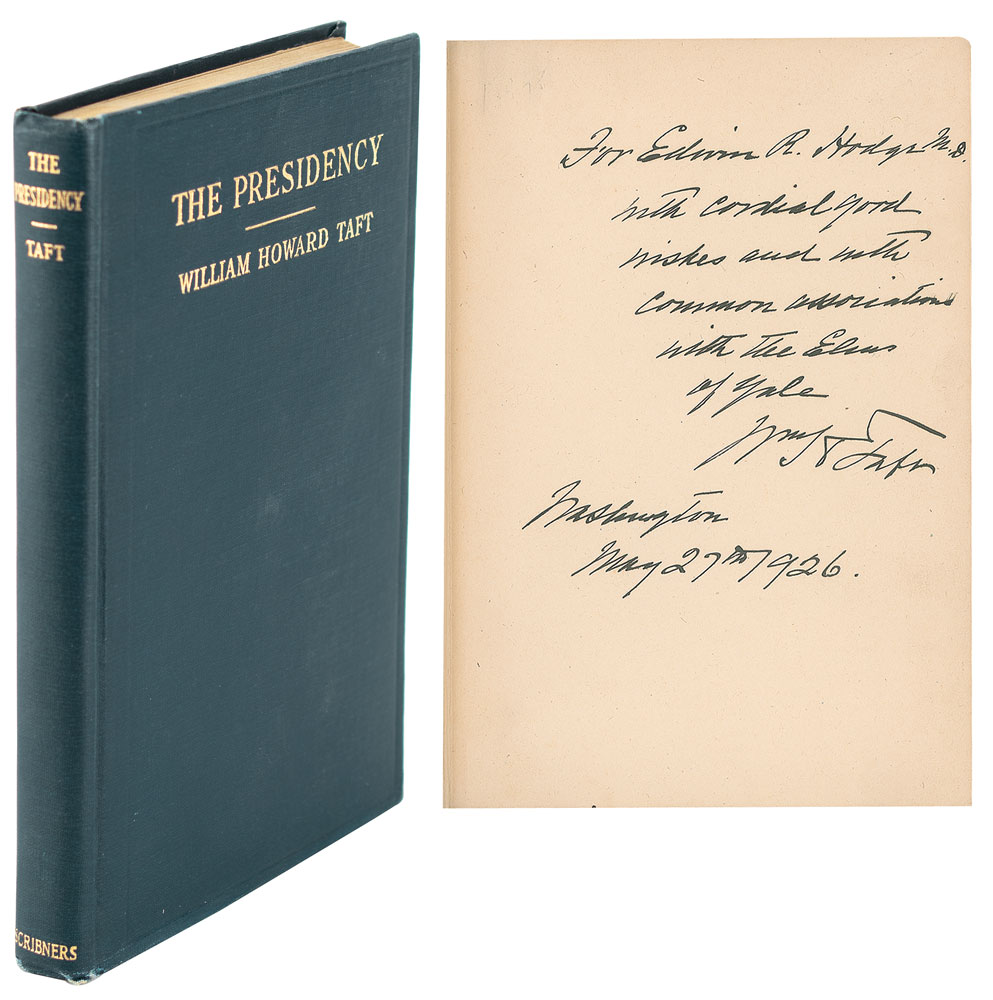 THE
PRESIDENCY
TAFT
SCRIBNERS
THE PRESIDENCY
WILLIAM HOWARD TAFT
For Edwin R. Hodge M.D.
with cordial good
wishes and with
common associations
with the Elms
of Yale
Wm H Taft
Washington
May 27th 1926.